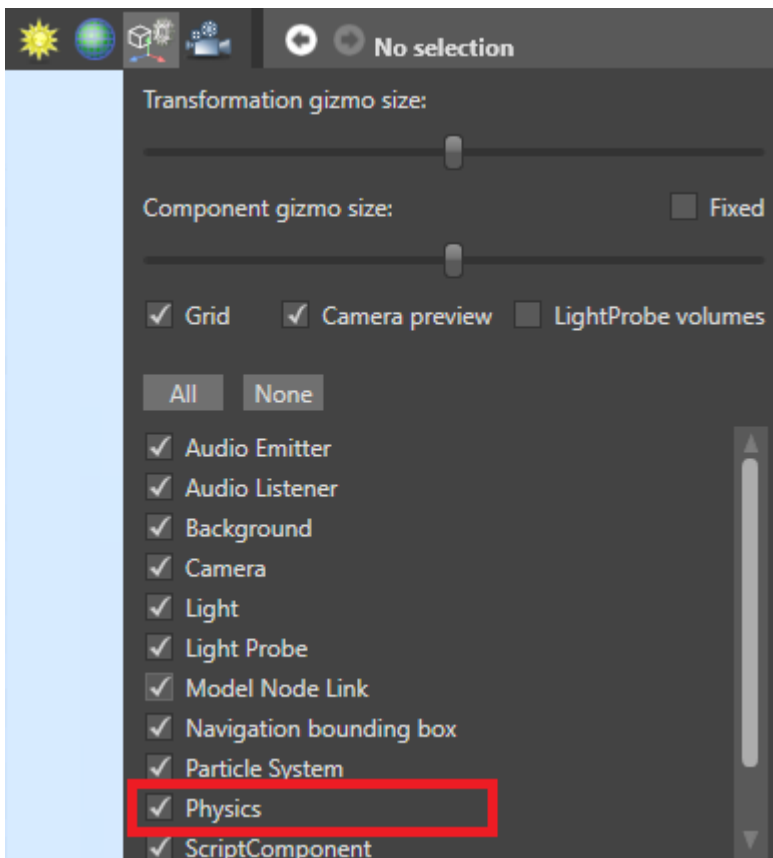 No selection
Transformation gizmo size:
Component gizmo size: Fixed
Grid Camera preview LightProbe volumes
All None
Audio Emitter
Audio Listener
Background
Camera
Light
Light Probe
Model Node Link
Navigation bounding box
Particle System
Physics
ScriptComponent